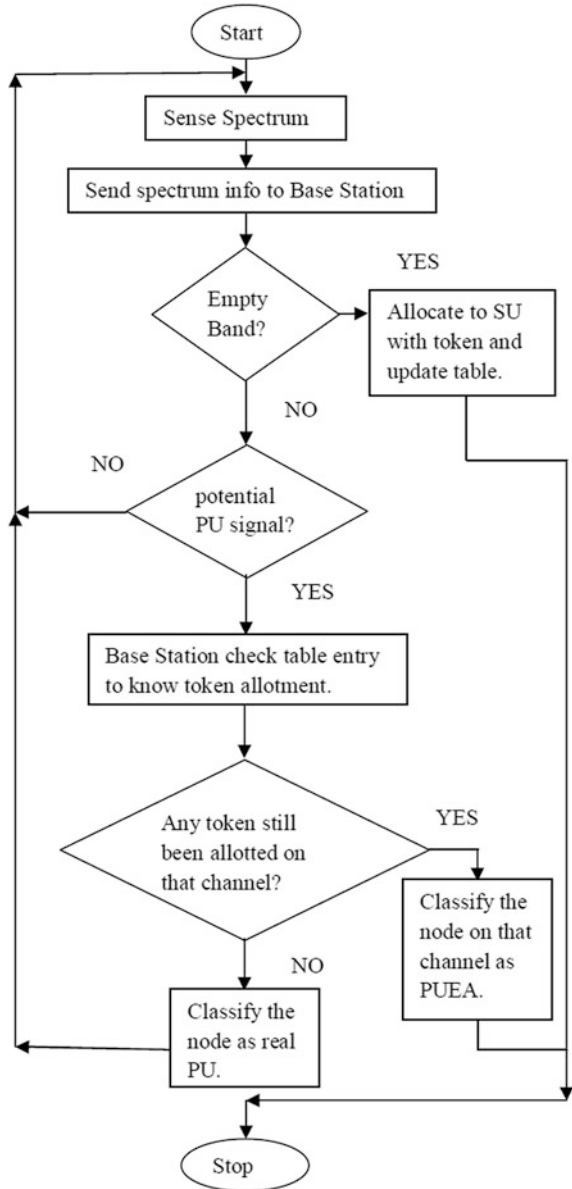 Start
Sense Spectrum
Send spectrum info to Base Station
YES
Empty
Band?
Allocate to SU
with token and
update table.
NO
NO
potential
PU signal?
YES
Base Station check table entry
to know token allotment.
YES
Any token still
been allotted on
that channel?
Classify the
node on that
channel as
PUEA.
NO
Classify the
node as real
PU.
Stop